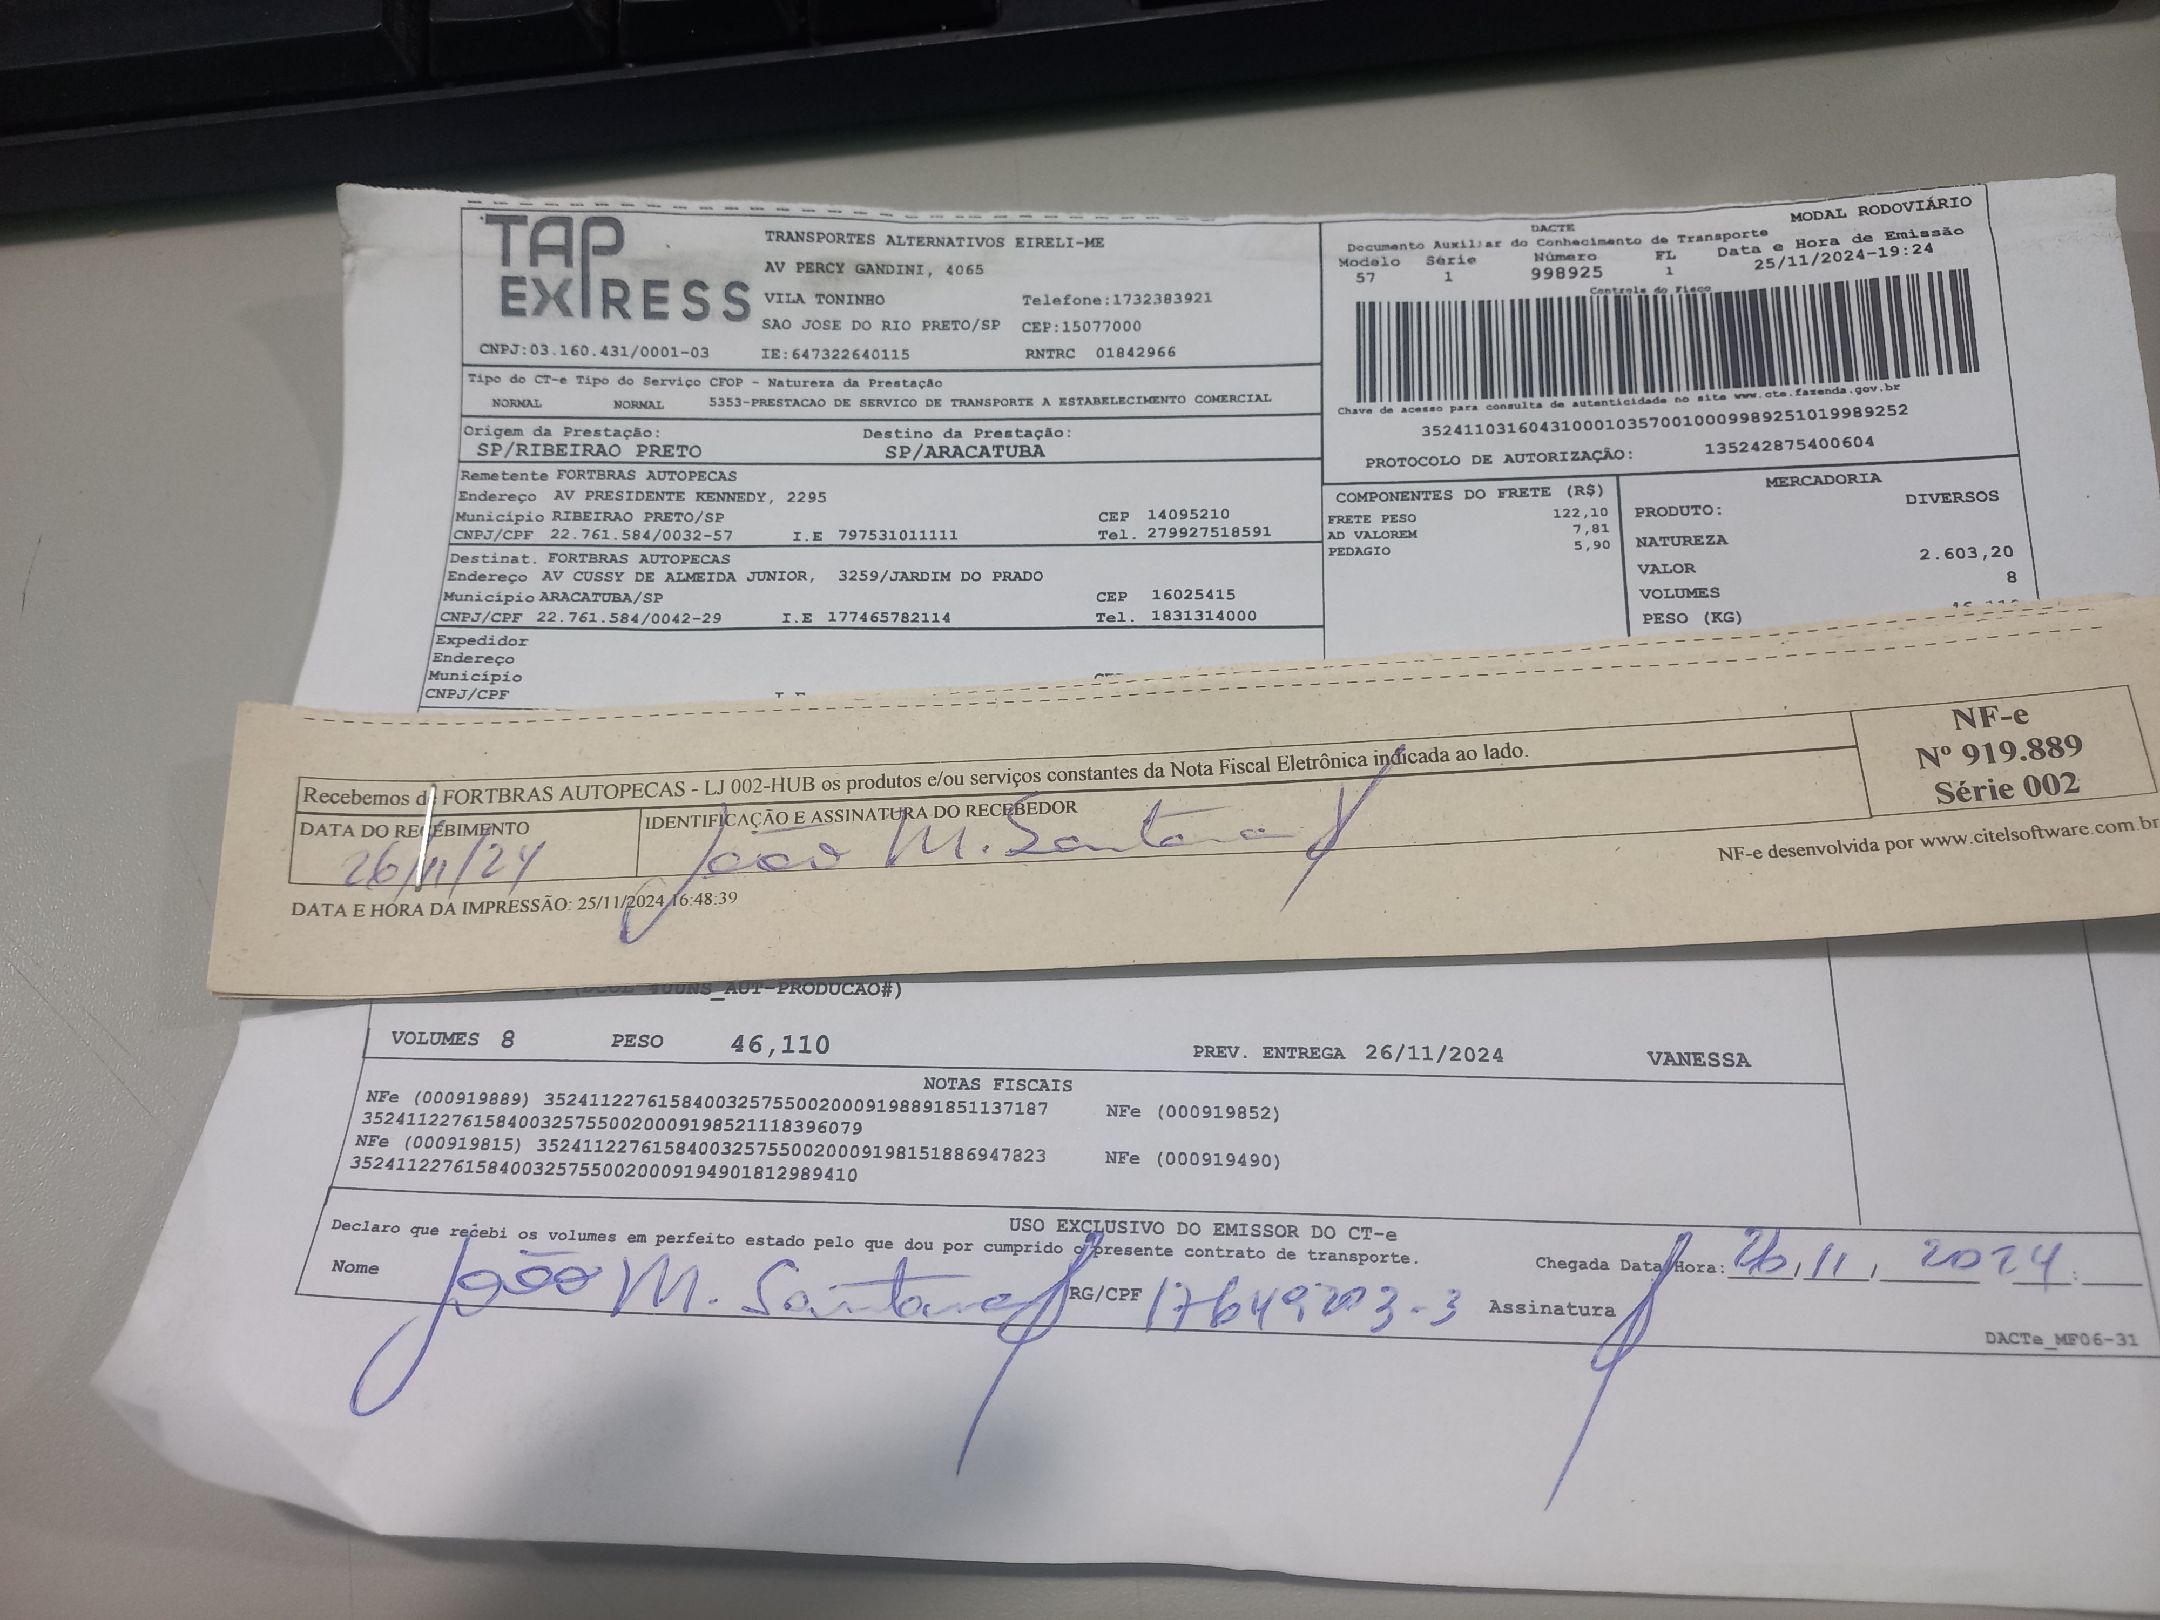 TAP EXPRESS
TRANSPORTES ALTERNATIVOS EIRELI-ME
AV PERCY GANDINI, 4065
VILA TONINHO Telefone:1732383921
SAO JOSE DO RIO PRETO/SP CEP:15077000
CNPJ:03.160.431/0001-03 IE:647322640115 RNTRC 01842966
DACTE MODAL RODOVIÁRIO
Documento Auxiliar do Conhecimento de Transporte
Modelo Série Número FL Data e Hora de Emissão
57 1 998925 1 25/11/2024-19:24
Controle do Fisco
Chave de acesso para consulta de autenticidade no site www.cte.fazenda.gov.br
35241103160431000103570010009989251019989252
PROTOCOLO DE AUTORIZAÇÃO: 135242875400604
Tipo do CT-e Tipo do Serviço CFOP - Natureza da Prestação
NORMAL NORMAL 5353-PRESTACAO DE SERVICO DE TRANSPORTE A ESTABELECIMENTO COMERCIAL
Origem da Prestação: Destino da Prestação:
SP/RIBEIRAO PRETO SP/ARACATUBA
Remetente FORTBRAS AUTOPECAS
Endereço AV PRESIDENTE KENNEDY, 2295
Município RIBEIRAO PRETO/SP CEP 14095210
CNPJ/CPF 22.761.584/0032-57 I.E 797531011111 Tel. 279927518591
Destinat. FORTBRAS AUTOPECAS
Endereço AV CUSSY DE ALMEIDA JUNIOR, 3259/JARDIM DO PRADO
Município ARACATUBA/SP CEP 16025415
CNPJ/CPF 22.761.584/0042-29 I.E 177465782114 Tel. 1831314000
Expedidor
Endereço
Município
CNPJ/CPF
COMPONENTES DO FRETE (R$)
FRETE PESO 122,10
AD VALOREM 7,81
PEDAGIO 5,90
MERCADORIA
PRODUTO: DIVERSOS
NATUREZA
VALOR 2.603,20
VOLUMES 8
PESO (KG)
Recebemos de FORTBRAS AUTOPECAS - LJ 002-HUB os produtos e/ou serviços constantes da Nota Fiscal Eletrônica indicada ao lado.
DATA DO RECEBIMENTO IDENTIFICAÇÃO E ASSINATURA DO RECEBEDOR
26/11/24 João M. Santana
NF-e
Nº 919.889
Série 002
DATA E HORA DA IMPRESSÃO: 25/11/2024 16:48:39
NF-e desenvolvida por www.citelsoftware.com.br
VOLUMES 8 PESO 46,110 PREV. ENTREGA 26/11/2024 VANESSA
NOTAS FISCAIS
NFe (000919889) 35241122761584003257550020009198891851137187 NFe (000919852)
35241122761584003257550020009198521118396079
NFe (000919815) 35241122761584003257550020009198151886947823 NFe (000919490)
35241122761584003257550020009194901812989410
USO EXCLUSIVO DO EMISSOR DO CT-e
Declaro que recebi os volumes em perfeito estado pelo que dou por cumprido o presente contrato de transporte.
Nome João M. Santana RG/CPF 17649203-3 Assinatura
Chegada Data/Hora: 26,11,2024
DACTe_MF06-31